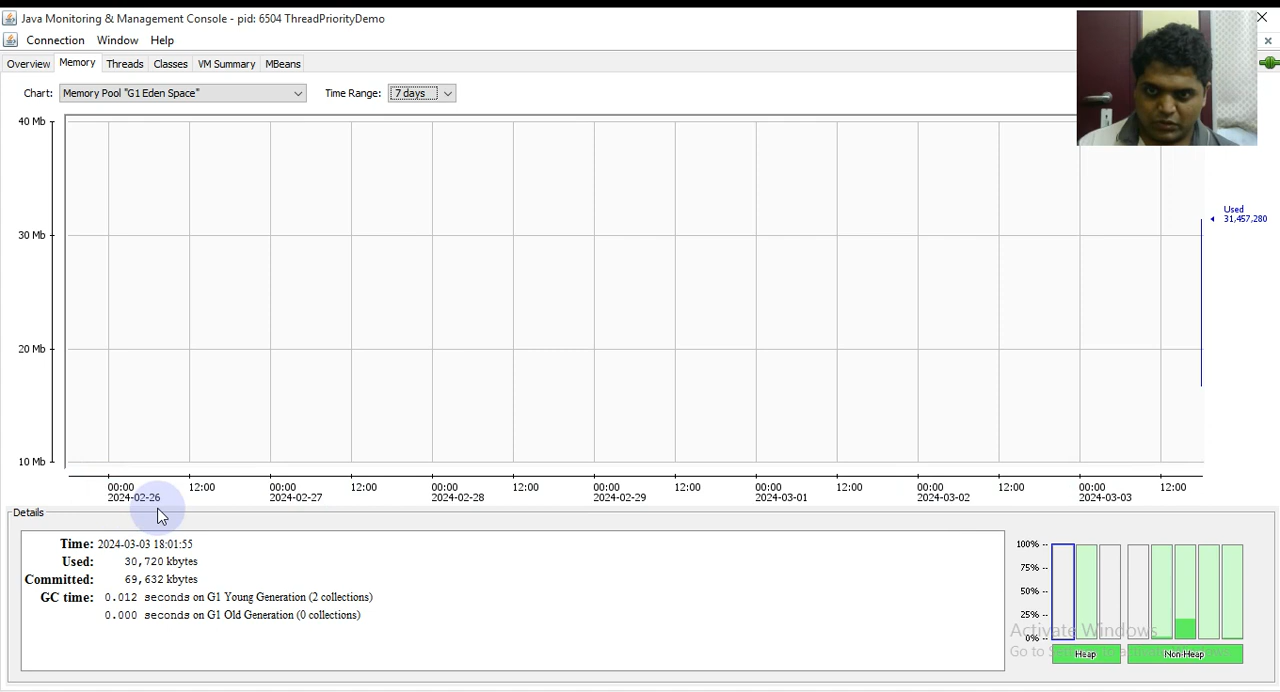 Java Monitoring & Management Console - pid: 6504 ThreadPriorityDemo
Connection Window Help
Overview Memory Threads Classes VM Summary MBeans
Chart: Memory Pool "G1 Eden Space" Time Range: 7 days
40 Mb
30 Mb
20 Mb
10 Mb
Used
31,457,280
00:00 12:00 00:00 12:00 00:00 12:00 00:00 12:00 00:00 12:00 00:00 12:00 00:00 12:00
2024-02-26 2024-02-27 2024-02-28 2024-02-29 2024-03-01 2024-03-02 2024-03-03
Details
Time: 2024-03-03 18:01:55
Used: 30,720 kbytes
Committed: 69,632 kbytes
GC time: 0.012 seconds on G1 Young Generation (2 collections)
0.000 seconds on G1 Old Generation (0 collections)
100% --
75% --
50% --
25% --
0% --
Heap Non-Heap
Activate Windows
Go to